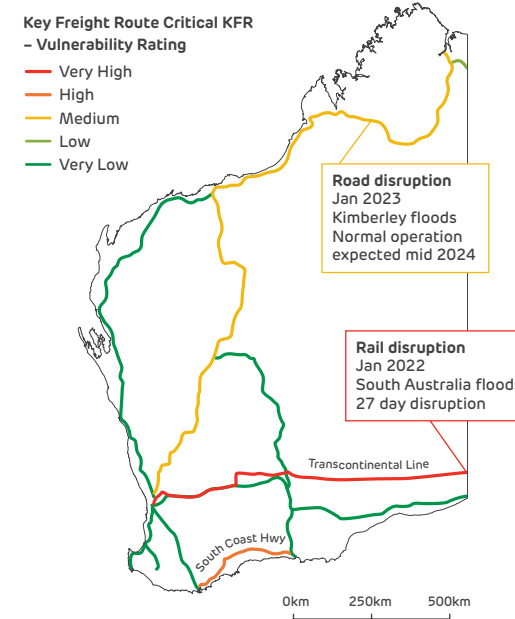 Key Freight Route Critical KFR
– Vulnerability Rating
Very High
High
Medium
Low
Very Low
Road disruption
Jan 2023
Kimberley floods
Normal operation
expected mid 2024
Rail disruption
Jan 2022
South Australia floods
27 day disruption
Transcontinental Line
South Coast Hwy
0km 250km 500km